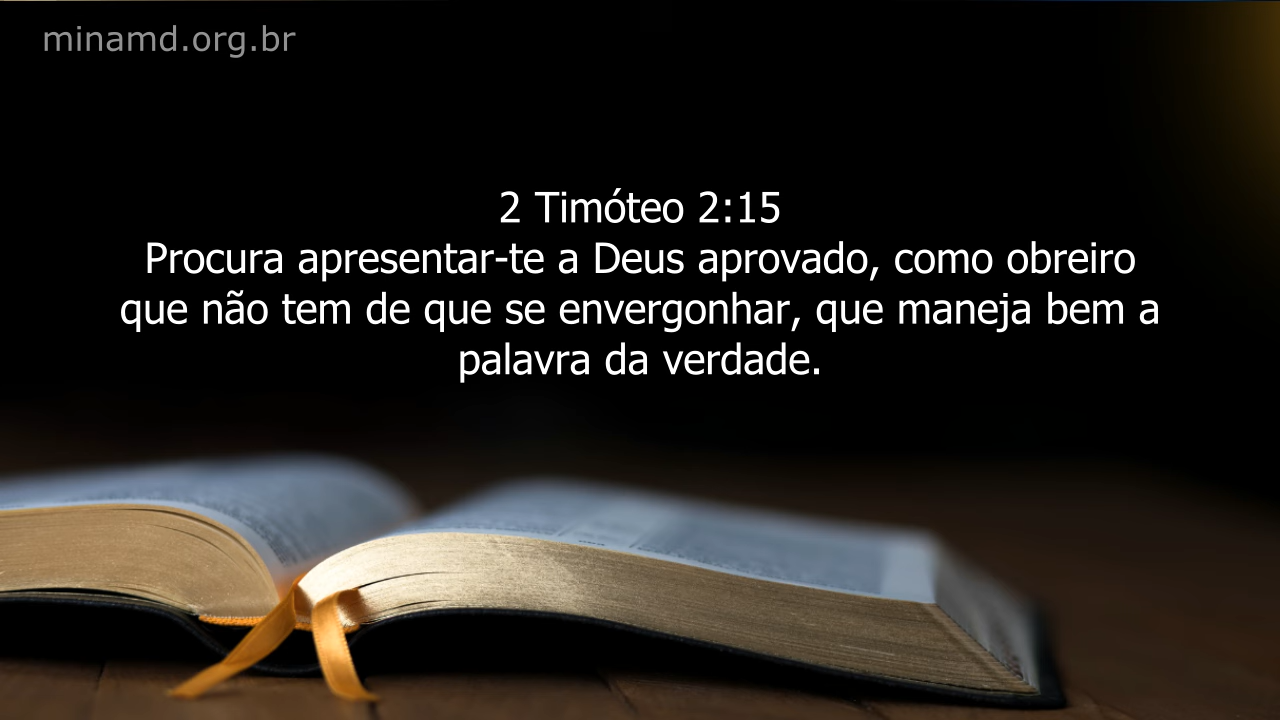 minamd.org.br
2 Timóteo 2:15
Procura apresentar-te a Deus aprovado, como obreiro
que não tem de que se envergonhar, que maneja bem a
palavra da verdade.